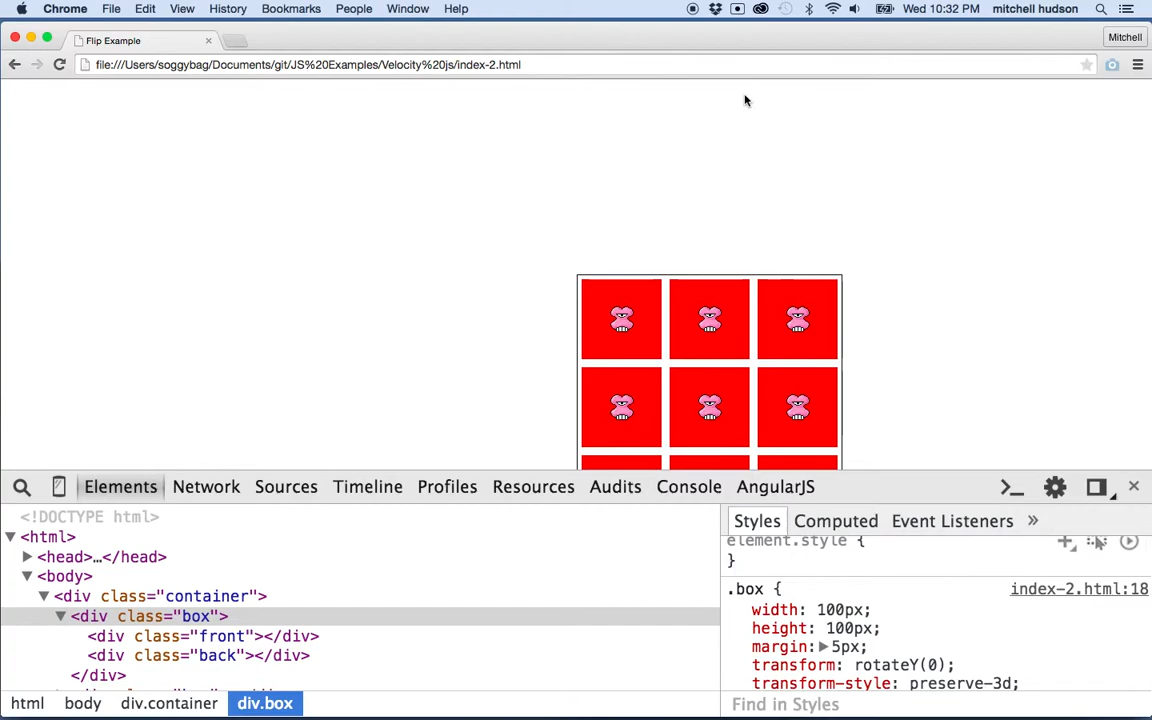 Chrome File Edit View History Bookmarks People Window Help Wed 10:32 PM mitchell hudson
Flip Example Mitchell
file:///Users/soggybag/Documents/git/JS%20Examples/Velocity%20js/index-2.html
Elements Network Sources Timeline Profiles Resources Audits Console AngularJS
<!DOCTYPE html>
<html>
<head>…</head>
<body>
<div class="container">
<div class="box">
<div class="front"></div>
<div class="back"></div>
</div>
html body div.container div.box
Styles Computed Event Listeners »
element.style {
}
.box { index-2.html:18
width: 100px;
height: 100px;
margin: 5px;
transform: rotateY(0);
transform-style: preserve-3d;
Find in Styles